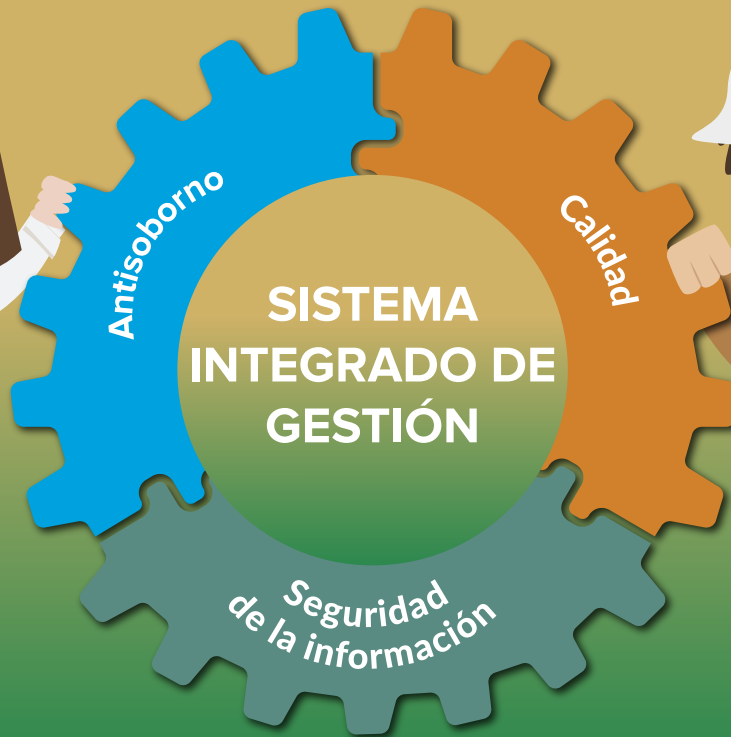 Antisoborno
Calidad
SISTEMA
INTEGRADO DE
GESTIÓN
Seguridad
de la información